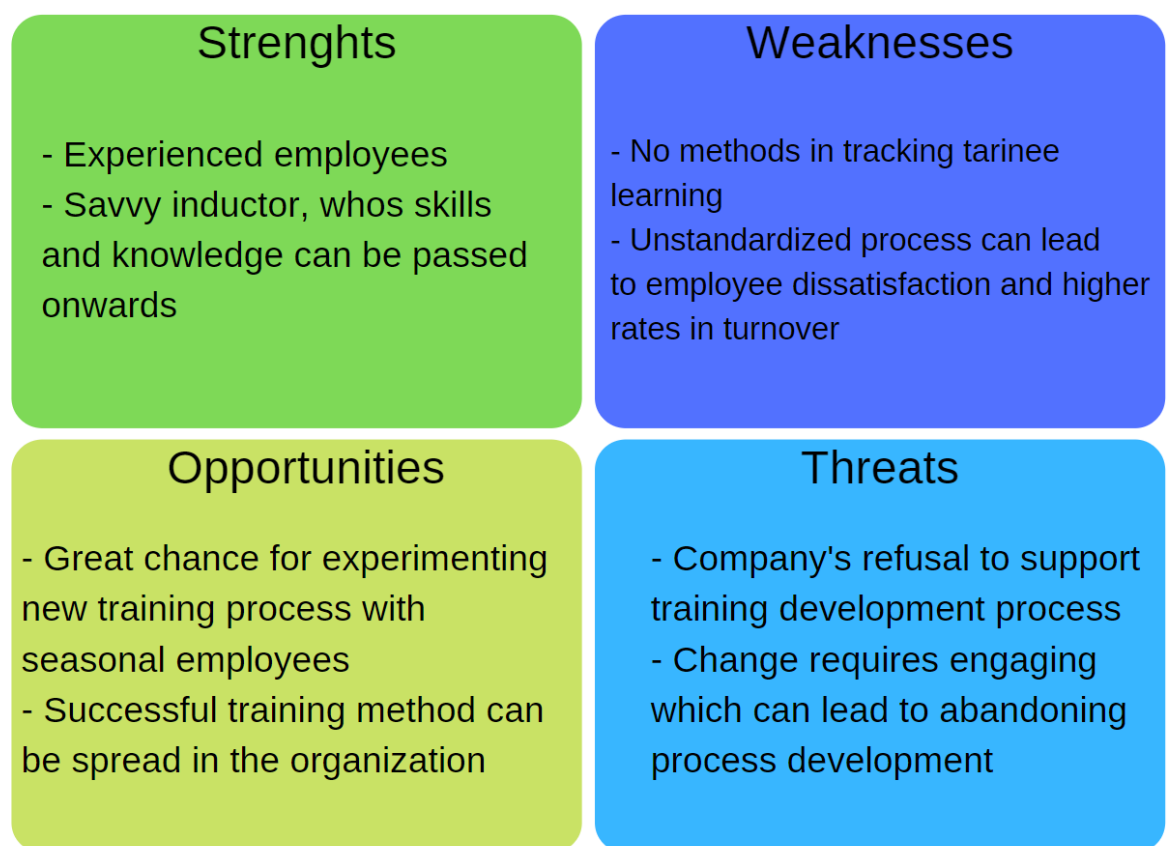 Strenghts
- Experienced employees
- Savvy inductor, whos skills
and knowledge can be passed
onwards
Weaknesses
- No methods in tracking tarinee
learning
- Unstandardized process can lead
to employee dissatisfaction and higher
rates in turnover
Opportunities
- Great chance for experimenting
new training process with
seasonal employees
- Successful training method can
be spread in the organization
Threats
- Company's refusal to support
training development process
- Change requires engaging
which can lead to abandoning
process development